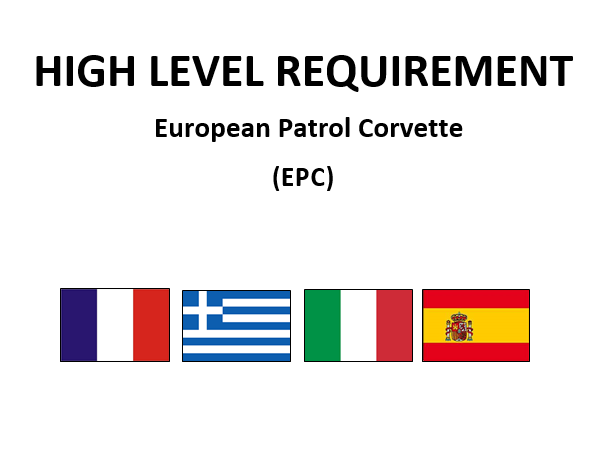 HIGH LEVEL REQUIREMENT
European Patrol Corvette
(EPC)